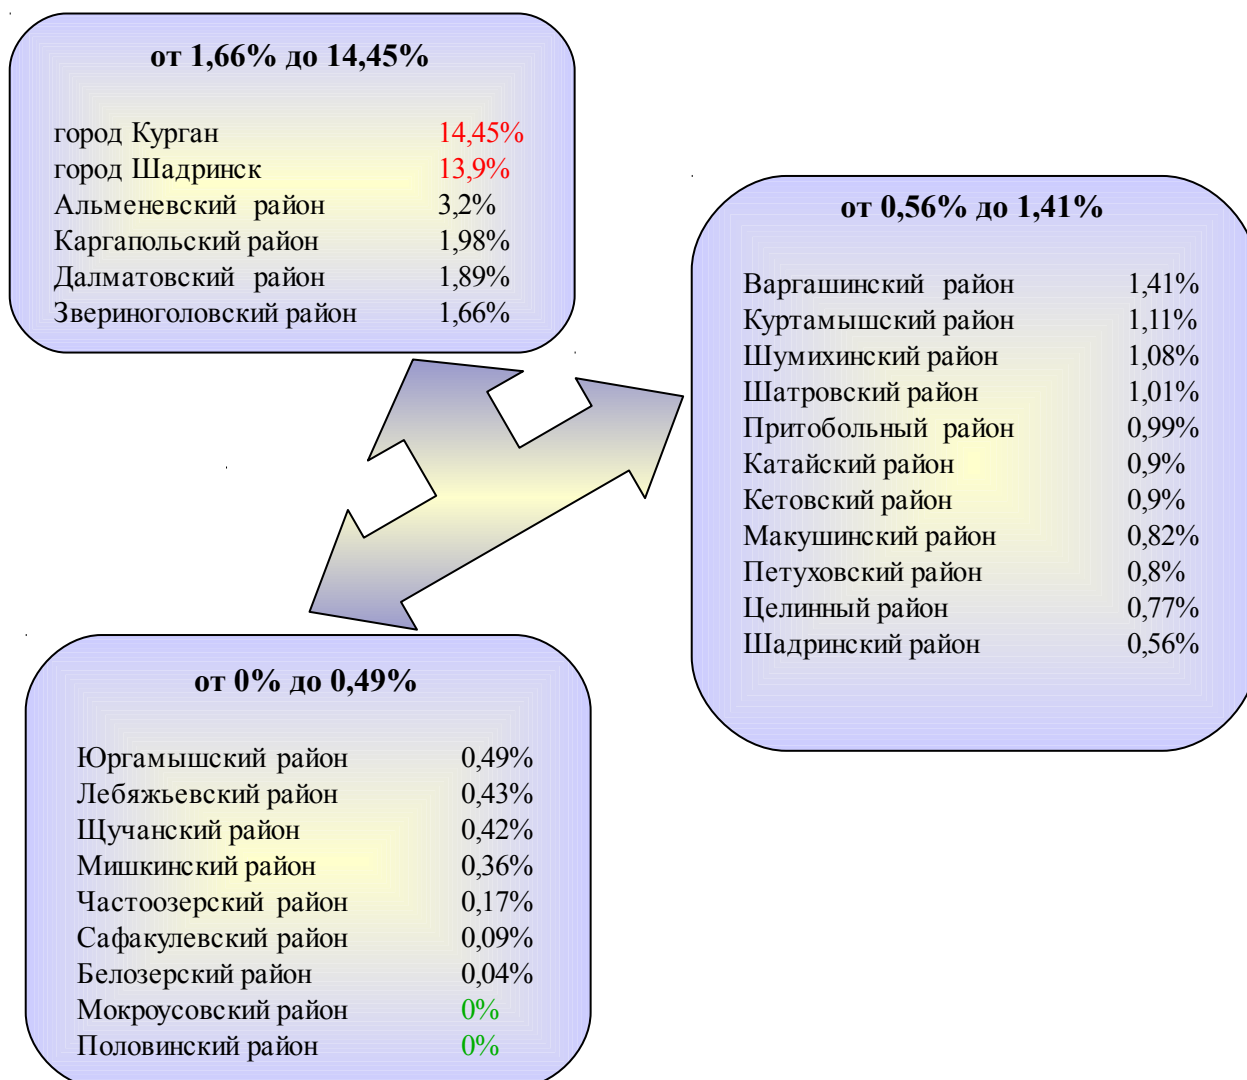 от 1,66% до 14,45%
город Курган 14,45%
город Шадринск 13,9%
Альменевский район 3,2%
Каргапольский район 1,98%
Далматовский район 1,89%
Звериноголовский район 1,66%
от 0,56% до 1,41%
Варгашинский район 1,41%
Куртамышский район 1,11%
Шумихинский район 1,08%
Шатровский район 1,01%
Притобольный район 0,99%
Катайский район 0,9%
Кетовский район 0,9%
Макушинский район 0,82%
Петуховский район 0,8%
Целинный район 0,77%
Шадринский район 0,56%
от 0% до 0,49%
Юргамышский район 0,49%
Лебяжьевский район 0,43%
Щучанский район 0,42%
Мишкинский район 0,36%
Частоозерский район 0,17%
Сафакулевский район 0,09%
Белозерский район 0,04%
Мокроусовский район 0%
Половинский район 0%